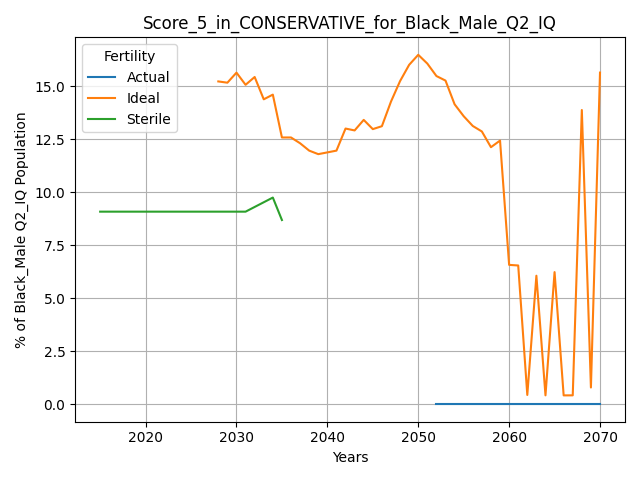 Score_5_in_CONSERVATIVE_for_Black_Male_Q2_IQ
Fertility
Actual
Ideal
Sterile
% of Black_Male Q2_IQ Population
15.0
12.5
10.0
7.5
5.0
2.5
0.0
2020 2030 2040 2050 2060 2070
Years